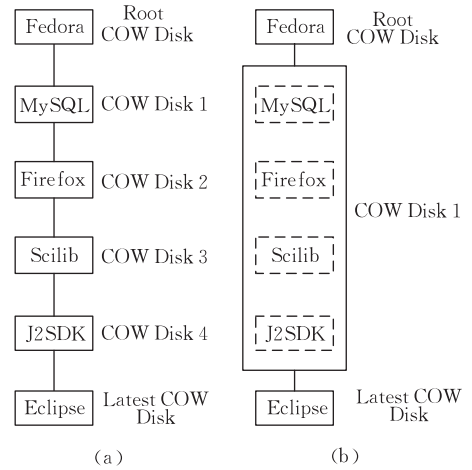 Root
Fedora COW Disk
MySQL COW Disk 1
Firefox COW Disk 2
Scilib COW Disk 3
J2SDK COW Disk 4
Latest COW
Eclipse Disk
(a)
Root
Fedora COW Disk
MySQL
Firefox
COW Disk 1
Scilib
J2SDK
Latest COW
Eclipse Disk
(b)